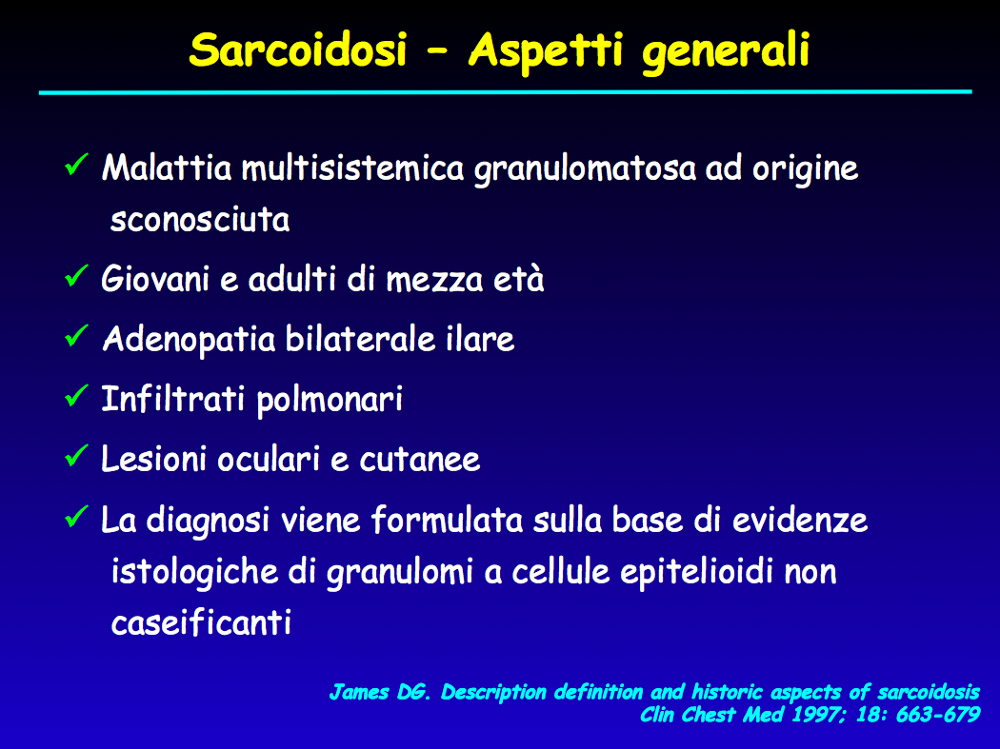 Sarcoidosi – Aspetti generali
✓ Malattia multisistemica granulomatosa ad origine
sconosciuta
✓ Giovani e adulti di mezza età
✓ Adenopatia bilaterale ilare
✓ Infiltrati polmonari
✓ Lesioni oculari e cutanee
✓ La diagnosi viene formulata sulla base di evidenze
istologiche di granulomi a cellule epitelioidi non
caseificanti
James DG. Description definition and historic aspects of sarcoidosis
Clin Chest Med 1997; 18: 663-679